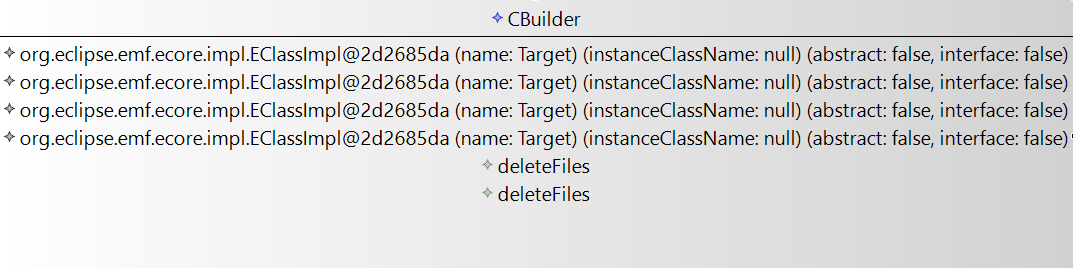 CBuilder
org.eclipse.emf.ecore.impl.EClassImpl@2d2685da (name: Target) (instanceClassName: null) (abstract: false, interface: false)
org.eclipse.emf.ecore.impl.EClassImpl@2d2685da (name: Target) (instanceClassName: null) (abstract: false, interface: false)
org.eclipse.emf.ecore.impl.EClassImpl@2d2685da (name: Target) (instanceClassName: null) (abstract: false, interface: false)
org.eclipse.emf.ecore.impl.EClassImpl@2d2685da (name: Target) (instanceClassName: null) (abstract: false, interface: false)
deleteFiles
deleteFiles